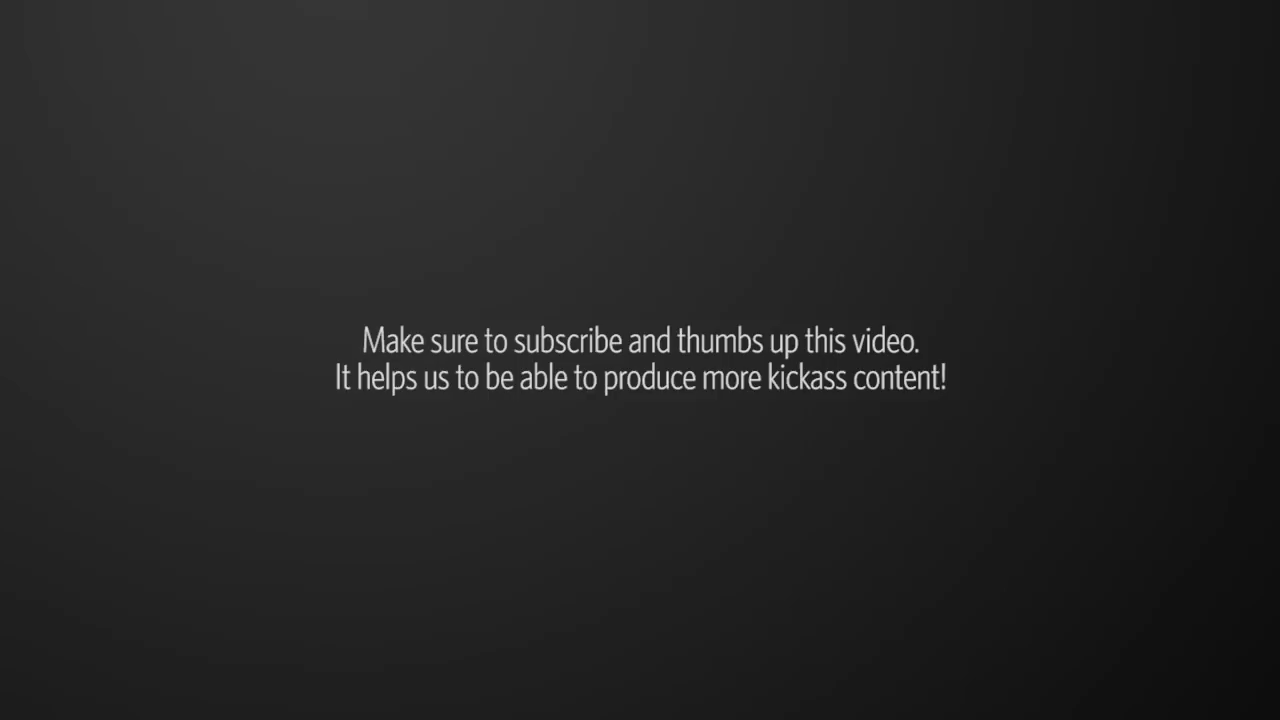 Make sure to subscribe and thumbs up this video.
It helps us to be able to produce more kickass content!